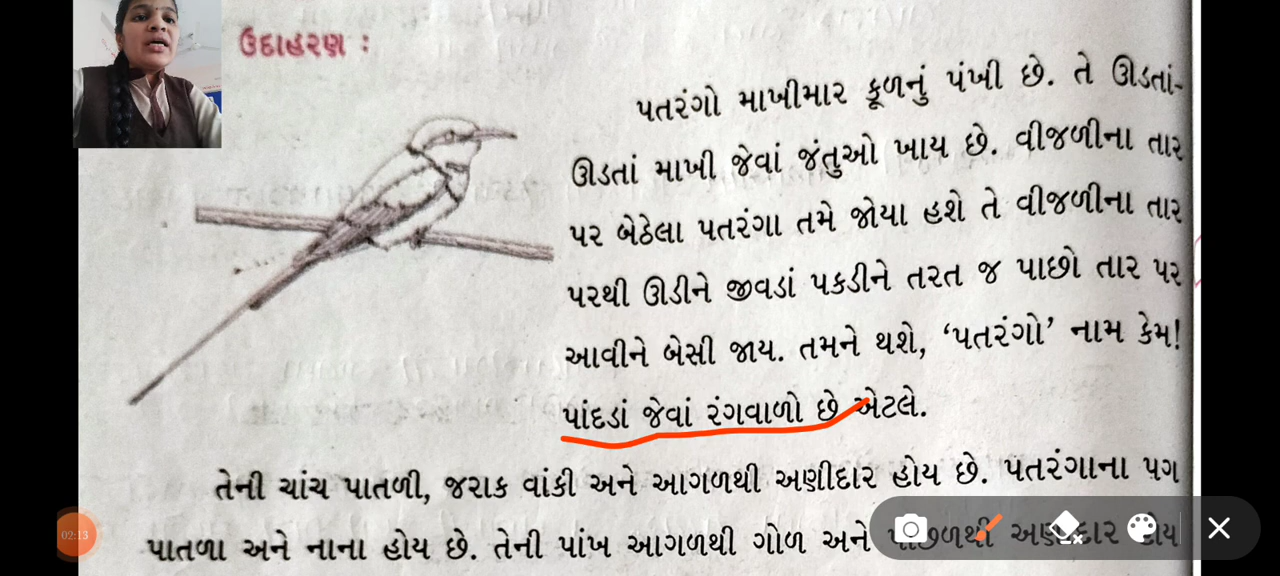 ઉદાહરણ :
પતરંગો માખીમાર કૂળનું પંખી છે. તે ઊડતાં-
ઊડતાં માખી જેવાં જંતુઓ ખાય છે. વીજળીના તાર
પર બેઠેલા પતરંગા તમે જોયા હશે તે વીજળીના તાર
પરથી ઊડીને જીવડાં પકડીને તરત જ પાછો તાર પર
આવીને બેસી જાય. તમને થશે, ‘પતરંગો’ નામ કેમ!
પાંદડાં જેવાં રંગવાળો છે એટલે.
તેની ચાંચ પાતળી, જરાક વાંકી અને આગળથી અણીદાર હોય છે. પતરંગાના પગ
પાતળા અને નાના હોય છે. તેની પાંખ આગળથી ગોળ અને પાછળથી અણીદાર હોય
02:13